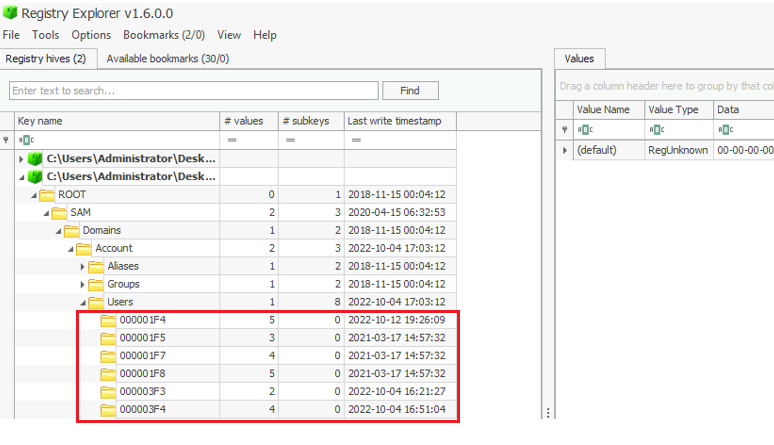 Registry Explorer v1.6.0.0
File Tools Options Bookmarks (2/0) View Help
Registry hives (2) Available bookmarks (30/0) Values
Enter text to search... Find
Drag a column header here to group by that col
Key name # values # subkeys Last write timestamp Value Name Value Type Data
C:\Users\Administrator\Desk... (default) RegUnknown 00-00-00-00
C:\Users\Administrator\Desk...
ROOT 0 1 2018-11-15 00:04:12
SAM 2 3 2020-04-15 06:32:53
Domains 1 2 2018-11-15 00:04:12
Account 2 3 2022-10-04 17:03:12
Aliases 1 2 2018-11-15 00:04:12
Groups 1 2 2018-11-15 00:04:12
Users 1 8 2022-10-04 17:03:12
000001F4 5 0 2022-10-12 19:26:09
000001F5 3 0 2021-03-17 14:57:32
000001F7 4 0 2021-03-17 14:57:32
000001F8 5 0 2021-03-17 14:57:32
000003F3 2 0 2022-10-04 16:21:27
000003F4 4 0 2022-10-04 16:51:04